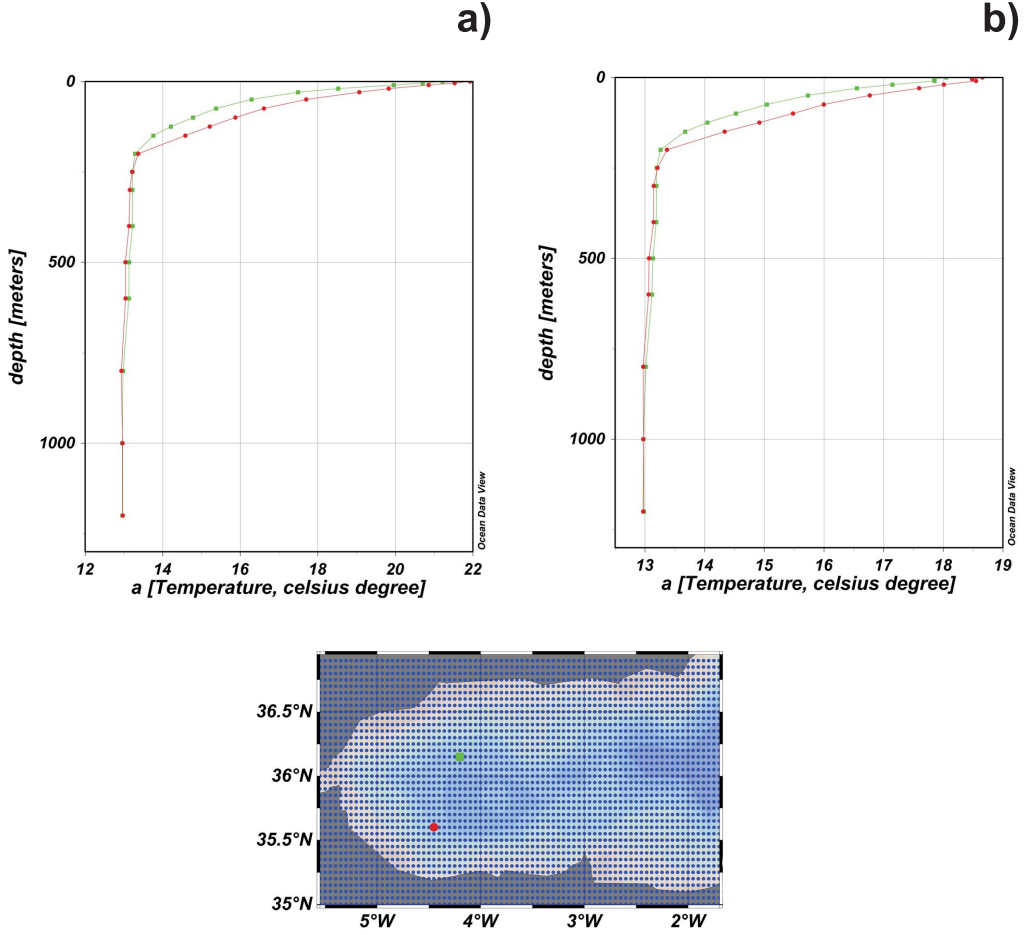 a)
b)
0
500
1000
depth [meters]
12 14 16 18 20 22
a [Temperature, celsius degree]
Ocean Data View
0
500
1000
depth [meters]
13 14 15 16 17 18 19
a [Temperature, celsius degree]
Ocean Data View
36.5°N
36°N
35.5°N
35°N
5°W 4°W 3°W 2°W